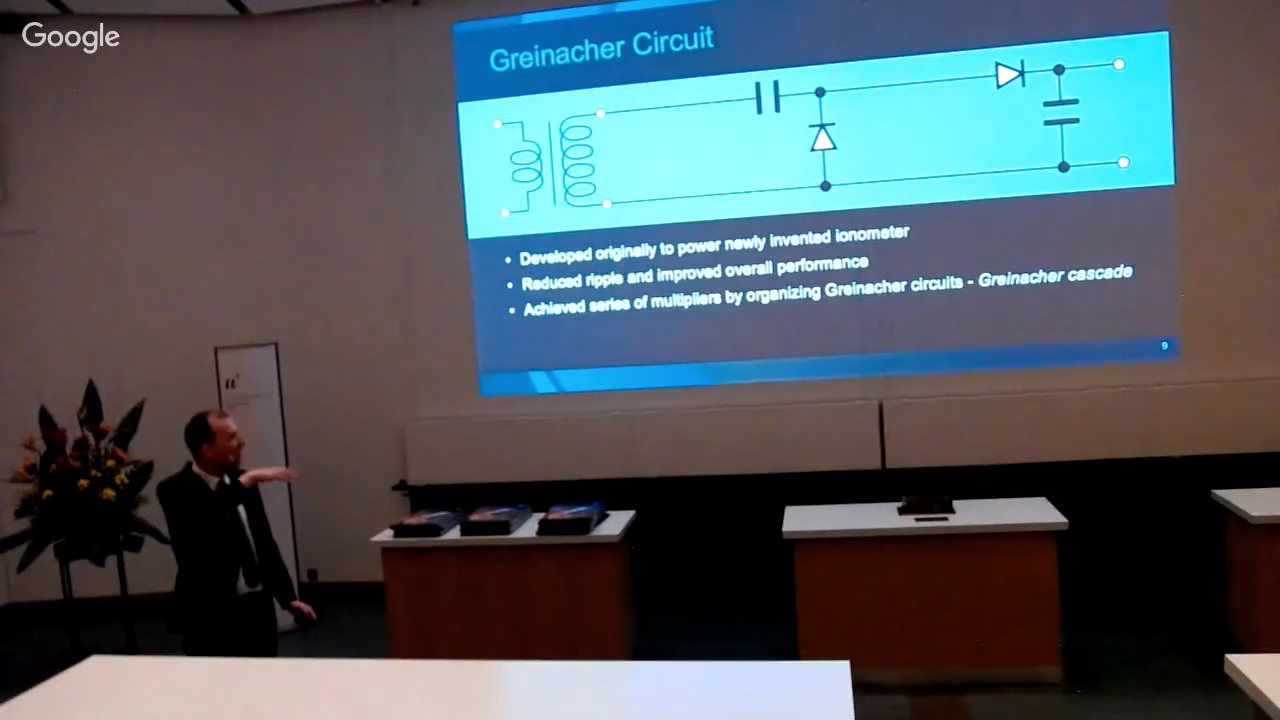 Google
Greinacher Circuit
• Developed originally to power newly invented ionometer
• Reduced ripple and improved overall performance
• Achieved series of multipliers by organizing Greinacher circuits - Greinacher cascade
9
u